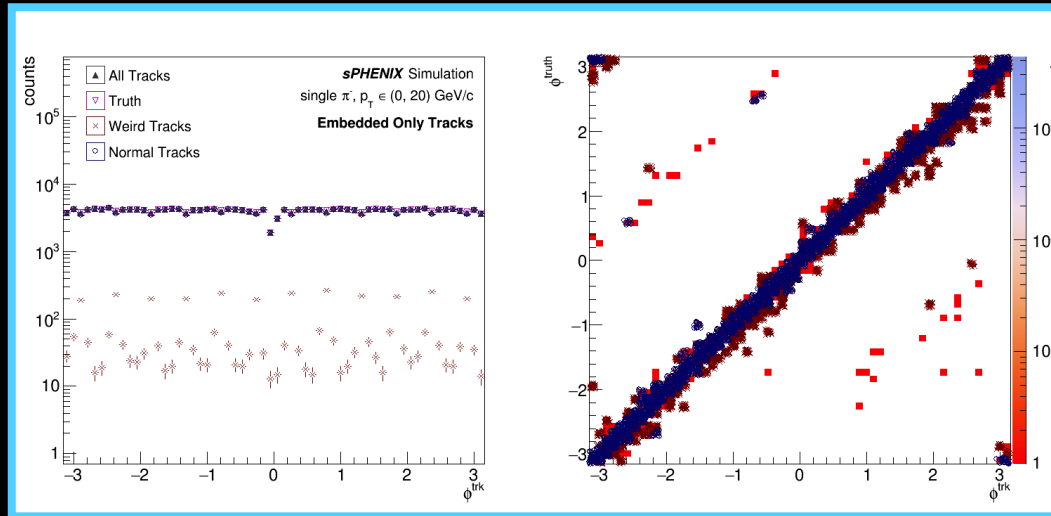 counts
10⁵
10⁴
10³
10²
10
1
−3 −2 −1 0 1 2 3
ϕ^trk
All Tracks
Truth
Weird Tracks
Normal Tracks
sPHENIX Simulation
single π⁻, p_T ∈ (0, 20) GeV/c
Embedded Only Tracks
ϕ^truth
3
2
1
0
−1
−2
−3
−3 −2 −1 0 1 2 3
ϕ^trk
10
10
10
1